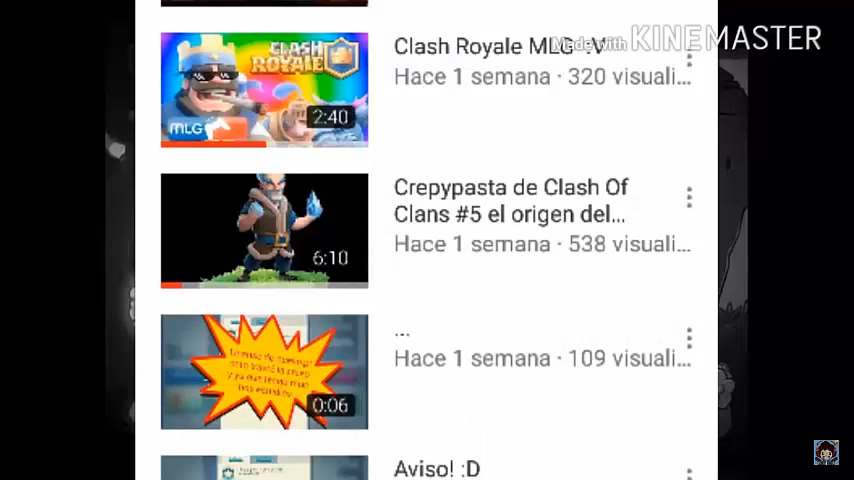 Made with KINEMASTER
CLASH
ROYALE
MLG
2:40
Clash Royale MLG :V
Hace 1 semana · 320 visuali...
6:10
Crepypasta de Clash Of
Clans #5 el origen del...
Hace 1 semana · 538 visuali...
0:06
...
Hace 1 semana · 109 visuali...
Aviso! :D